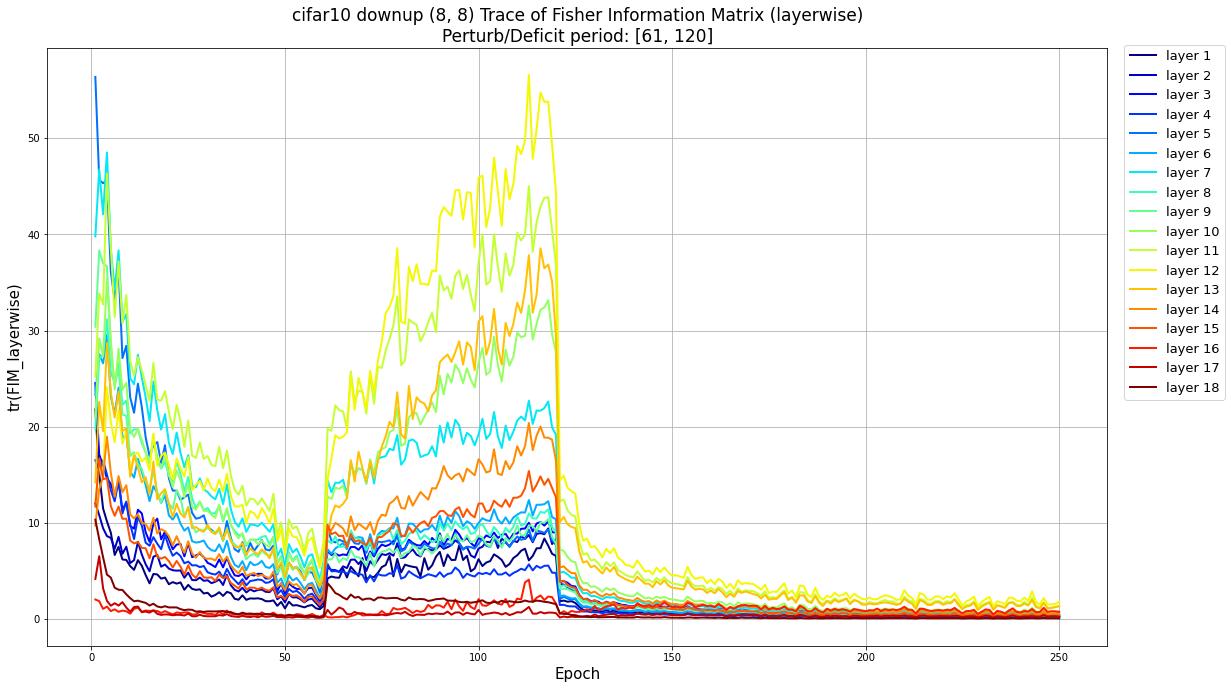 cifar10 downup (8, 8) Trace of Fisher Information Matrix (layerwise)
Perturb/Deficit period: [61, 120]
tr(FIM_layerwise)
50
40
30
20
10
0
0
50
100
150
200
250
Epoch
layer 1
layer 2
layer 3
layer 4
layer 5
layer 6
layer 7
layer 8
layer 9
layer 10
layer 11
layer 12
layer 13
layer 14
layer 15
layer 16
layer 17
layer 18